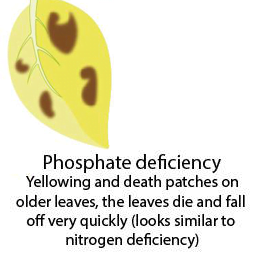 Phosphate deficiency
Yellowing and death patches on
older leaves, the leaves die and fall
off very quickly (looks similar to
nitrogen deficiency)